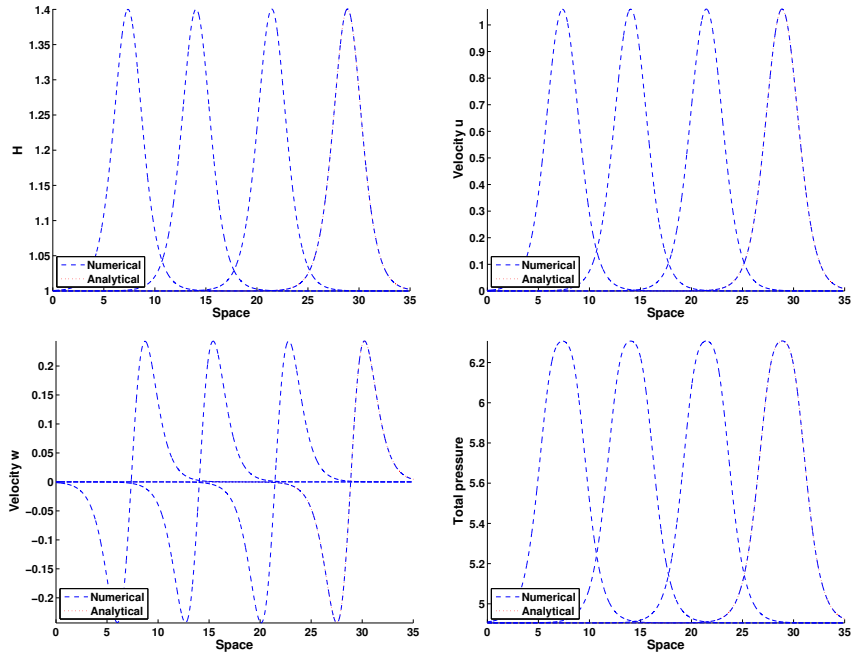 1.4
1.35
1.3
1.25
1.2
1.15
1.1
1.05
1
H
0 5 10 15 20 25 30 35
Space
Numerical
Analytical
1
0.9
0.8
0.7
0.6
0.5
0.4
0.3
0.2
0.1
0
Velocity u
0 5 10 15 20 25 30 35
Space
Numerical
Analytical
0.2
0.15
0.1
0.05
0
−0.05
−0.1
−0.15
−0.2
Velocity w
0 5 10 15 20 25 30 35
Space
Numerical
Analytical
6.2
6
5.8
5.6
5.4
5.2
5
Total pressure
0 5 10 15 20 25 30 35
Space
Numerical
Analytical